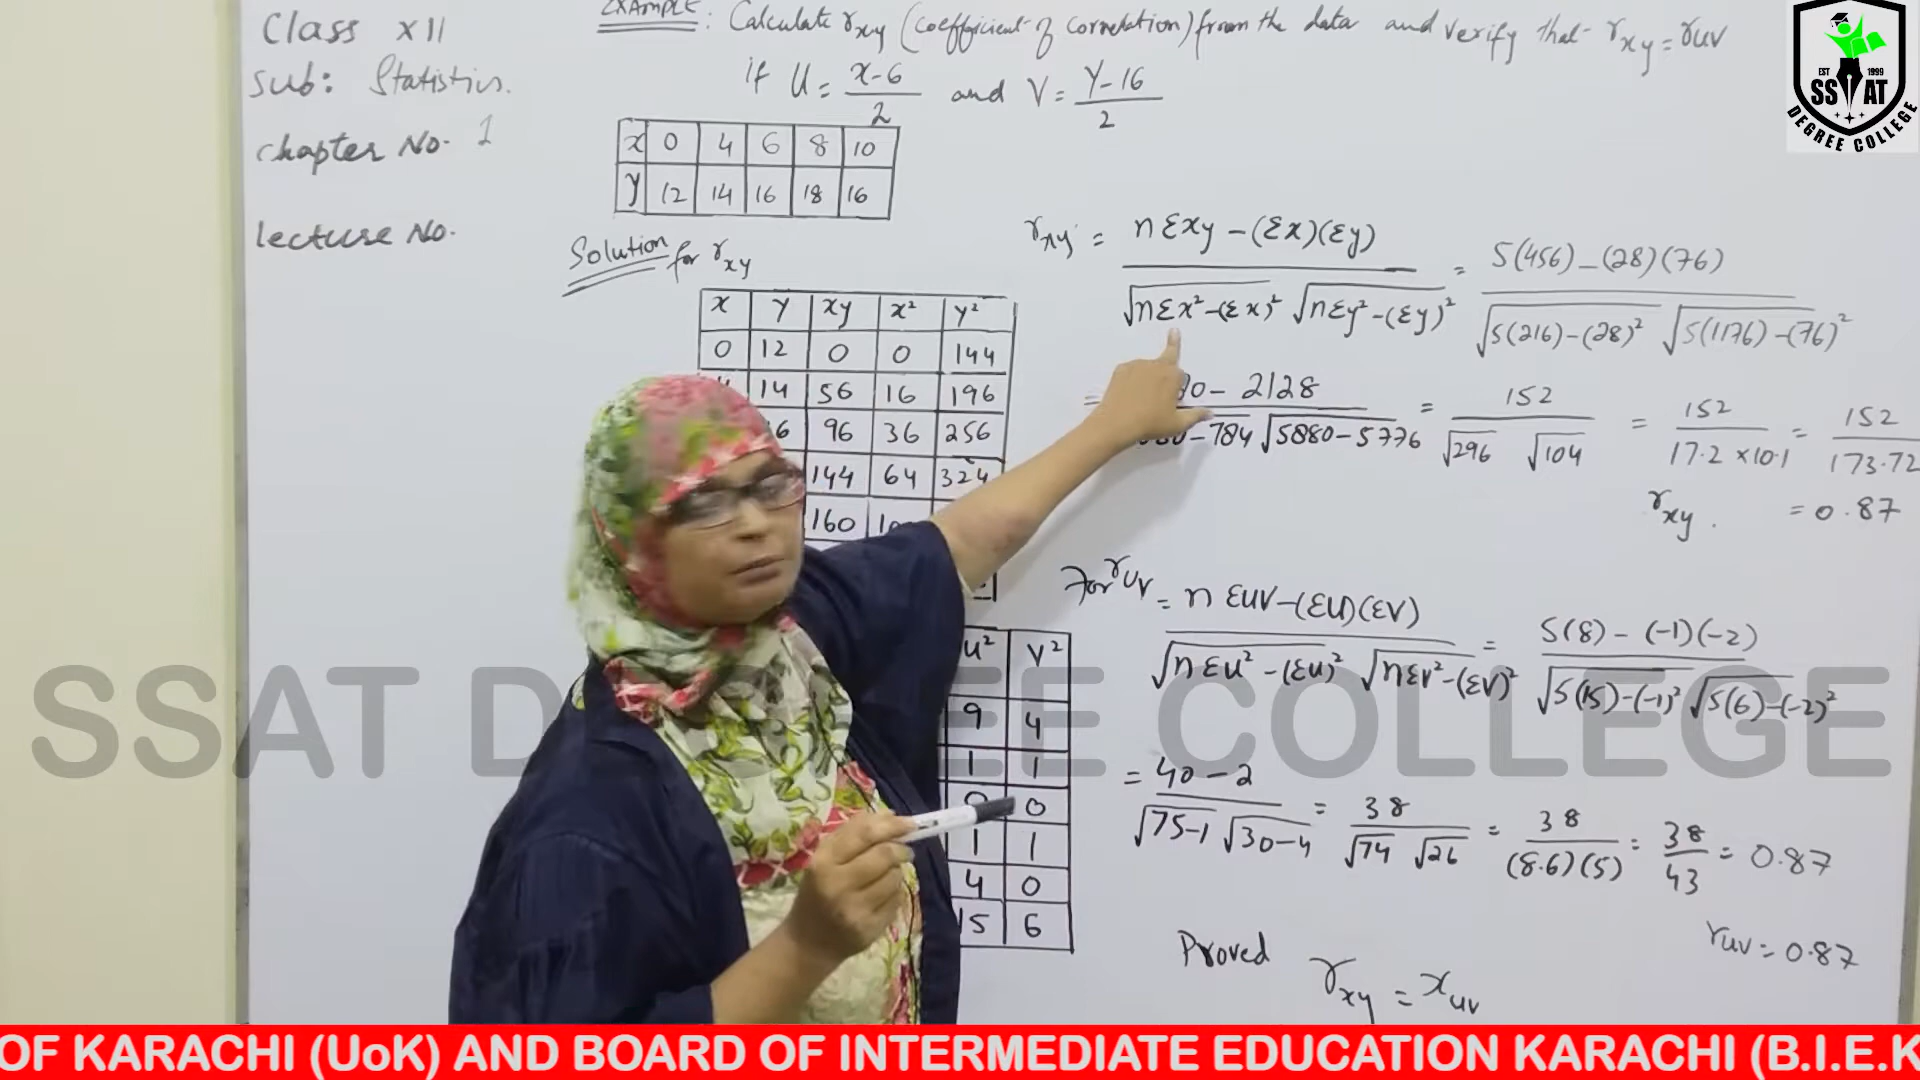 Class XII
Sub: Statistics.
Chapter No. 1
lecture No.
EXAMPLE: Calculate rxy (coefficient of correlation) from the data and verify that rxy = ruv
if U = x-6/2 and V = Y-16/2
x 0 4 6 8 10
y 12 14 16 18 16
Solution for rxy
x y xy x² y²
0 12 0 0 144
14 56 16 196
6 96 36 256
144 64 324
160
rxy = nΣxy - (Σx)(Σy) / √nΣx² - (Σx)² √nΣy² - (Σy)² = 5(456) - (28)(76) / √5(216) - (28)² √5(1176) - (76)²
= 80 - 2128 / 80 - 784 √5880 - 5776 = 152 / √296 √104 = 152 / 17.2 × 10.1 = 152 / 173.72
rxy. = 0.87
For ruv = nΣuv - (Σu)(Σv) / √nΣu² - (Σu)² √nΣv² - (Σv)² = 5(8) - (-1)(-2) / √5(15) - (-1)² √5(6) - (-2)²
= 40 - 2 / √75-1 √30-4 = 38 / √74 √26 = 38 / (8.6)(5) = 38 / 43 = 0.87
u² v²
9 4
1 1
0 0
1 1
4 0
15 6
ruv = 0.87
Proved rxy = xuv
EST 1999
SSAT
DEGREE COLLEGE
SSAT DEGREE COLLEGE
OF KARACHI (UoK) AND BOARD OF INTERMEDIATE EDUCATION KARACHI (B.I.E.K